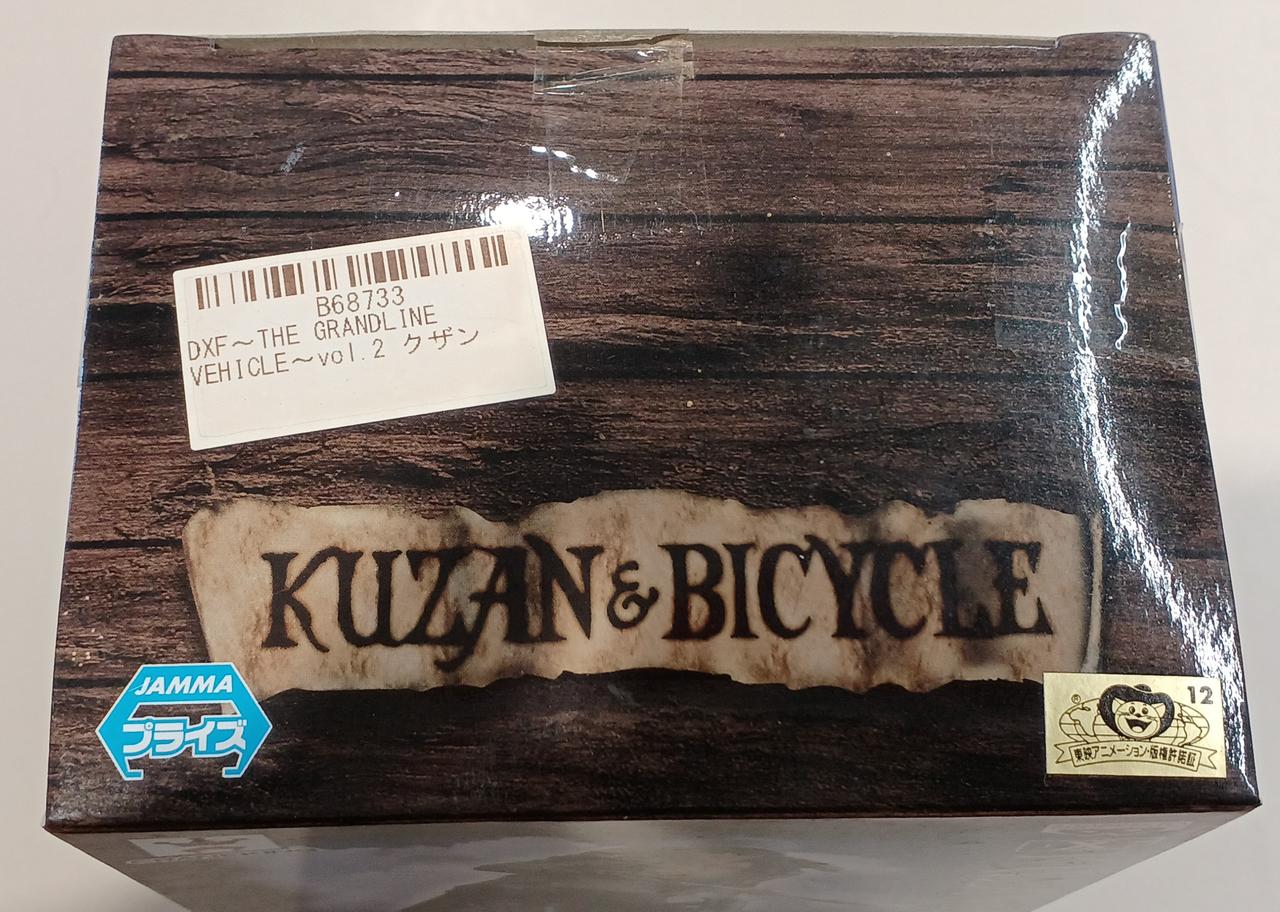 B68733
DXF～THE GRANDLINE
VEHICLE～vol.2 クザン
KUZAN & BICYCLE
JAMMA
プライズ
® 12
東映アニメーション・版権許諾証